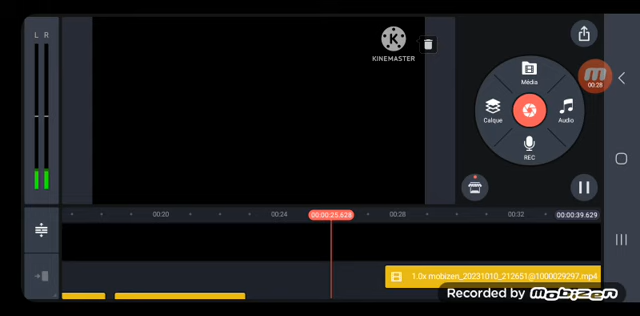 L R
KINEMASTER
Média
00:28
Calque
Audio
REC
00:20
00:24
00:00:25.628
00:28
00:32
00:00:39.629
1.0x mobizen_20231010_212651@1000029297.mp4
Recorded by mobizen